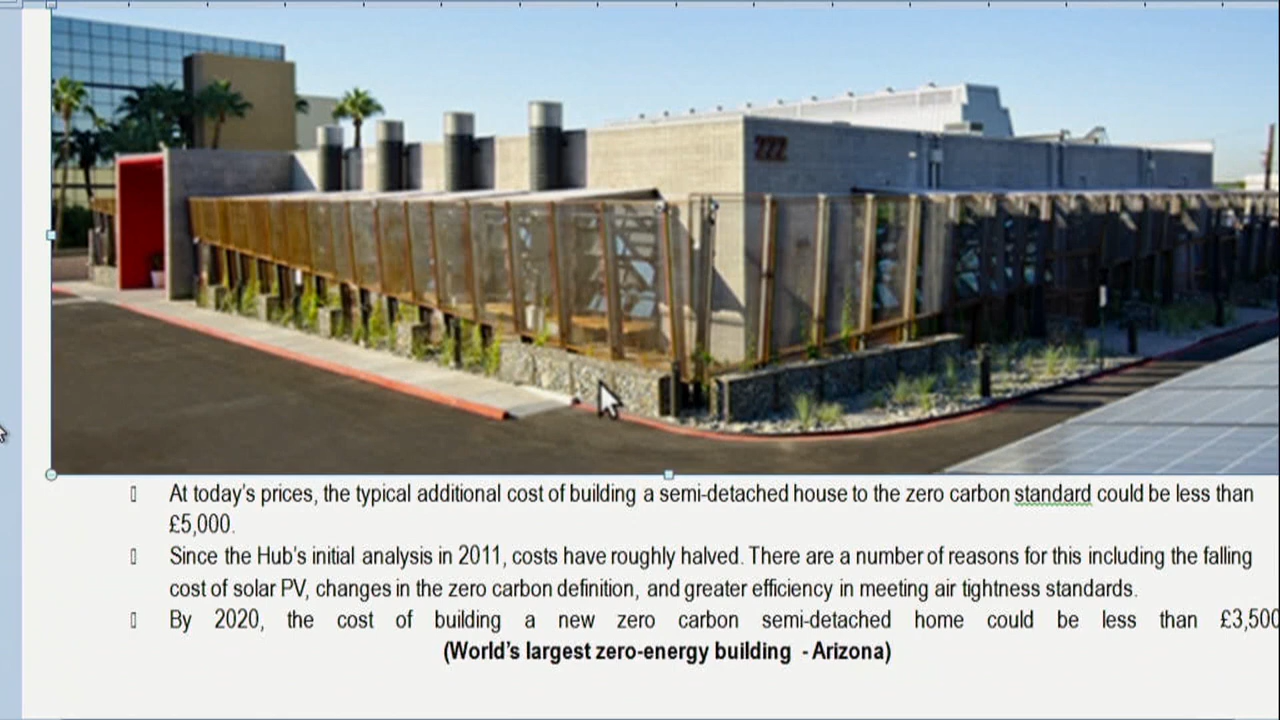 222
At today's prices, the typical additional cost of building a semi-detached house to the zero carbon standard could be less than
£5,000.
Since the Hub's initial analysis in 2011, costs have roughly halved. There are a number of reasons for this including the falling
cost of solar PV, changes in the zero carbon definition, and greater efficiency in meeting air tightness standards.
By 2020, the cost of building a new zero carbon semi-detached home could be less than £3,500
(World's largest zero-energy building - Arizona)